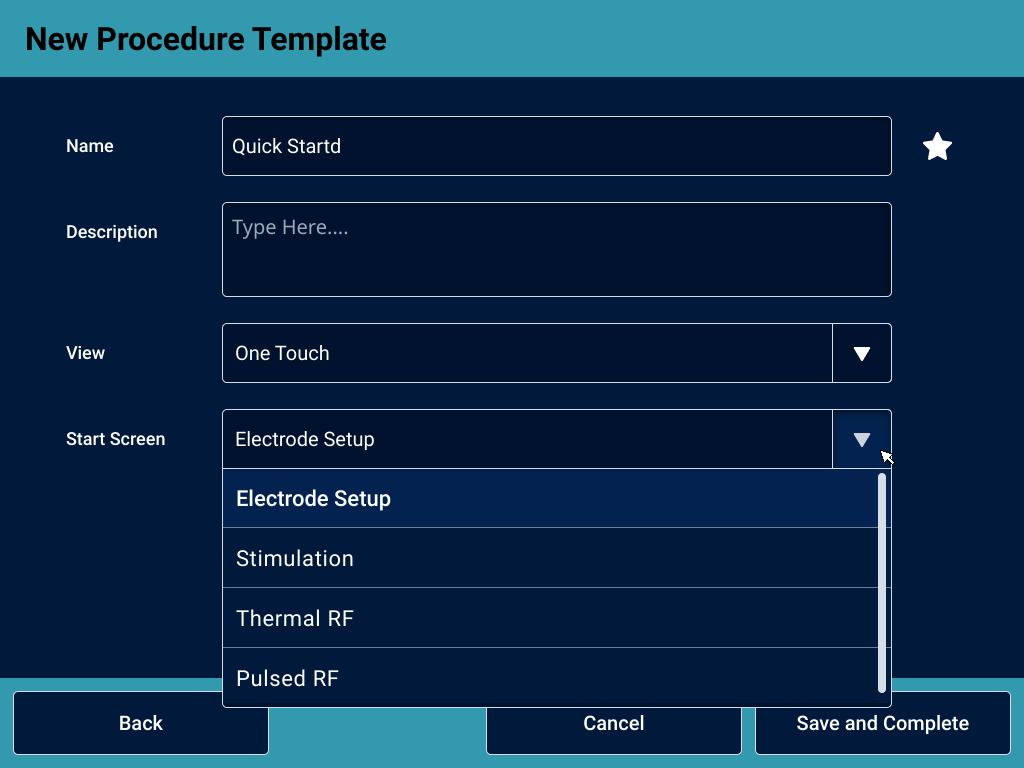 New Procedure Template
Name
Quick Startd
Description
Type Here....
View
One Touch
Start Screen
Electrode Setup
Electrode Setup
Stimulation
Thermal RF
Pulsed RF
Back
Cancel
Save and Complete